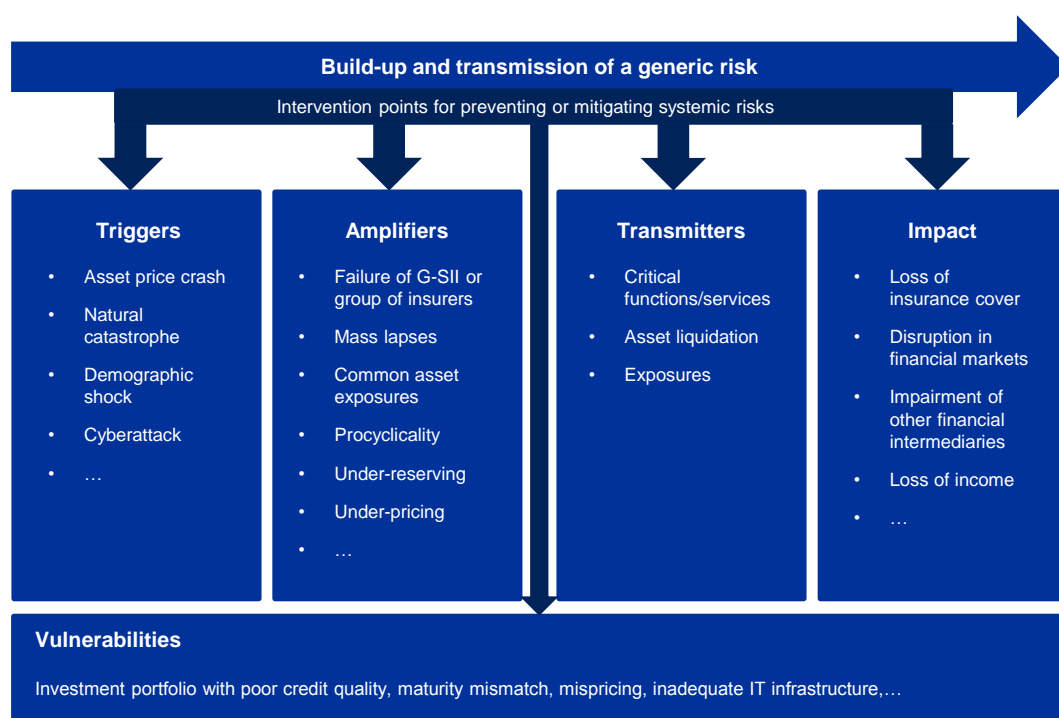 Build-up and transmission of a generic risk
Intervention points for preventing or mitigating systemic risks
Triggers
• Asset price crash
• Natural
catastrophe
• Demographic
shock
• Cyberattack
• …
Amplifiers
• Failure of G-SII or
group of insurers
• Mass lapses
• Common asset
exposures
• Procyclicality
• Under-reserving
• Under-pricing
• …
Transmitters
• Critical
functions/services
• Asset liquidation
• Exposures
Impact
• Loss of
insurance cover
• Disruption in
financial markets
• Impairment of
other financial
intermediaries
• Loss of income
• …
Vulnerabilities
Investment portfolio with poor credit quality, maturity mismatch, mispricing, inadequate IT infrastructure,…